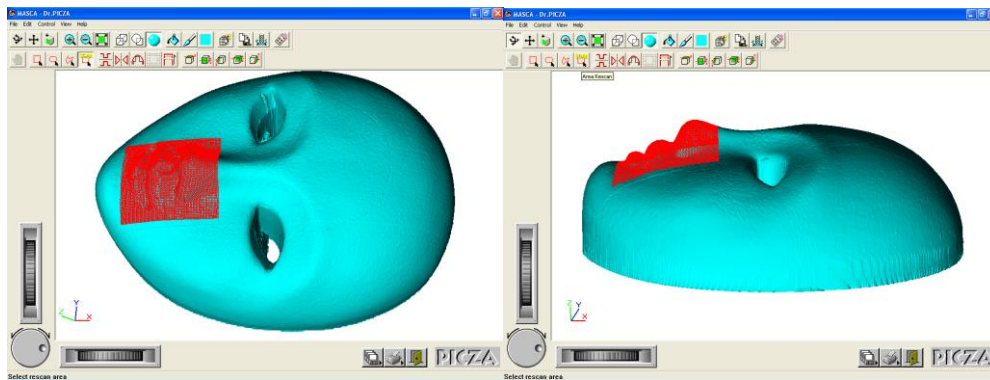 MASCA - Dr.PICZA
File Edit Control View Help
Z Y X
PICZA
Select rescan area
MASCA - Dr.PICZA
File Edit Control View Help
Area Rescan
Z Y X
PICZA
Select rescan area